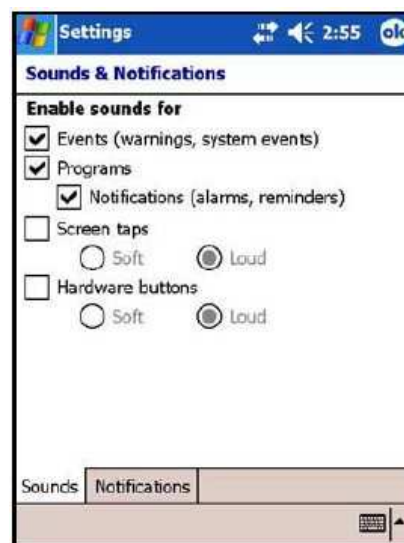 Settings 2:55 ok
Sounds & Notifications
Enable sounds for
Events (warnings, system events)
Programs
Notifications (alarms, reminders)
Screen taps
Soft Loud
Hardware buttons
Soft Loud
Sounds Notifications